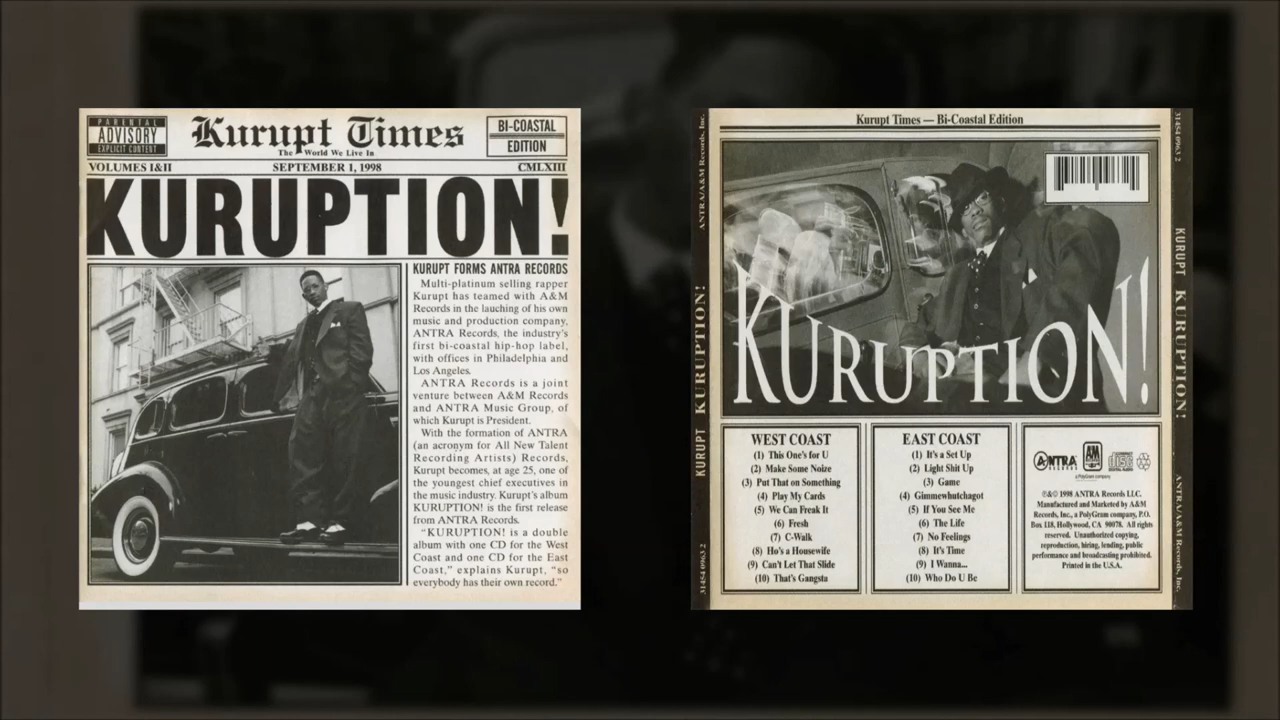 PARENTAL
ADVISORY
EXPLICIT CONTENT
Kurupt Times
The World We Live In
BI-COASTAL
EDITION
VOLUMES I&II
SEPTEMBER 1, 1998
CMLXIII
KURUPTION!
KURUPT FORMS ANTRA RECORDS
Multi-platinum selling rapper
Kurupt has teamed with A&M
Records in the lauching of his own
music and production company,
ANTRA Records, the industry's
first bi-coastal hip-hop label,
with offices in Philadelphia and
Los Angeles.
ANTRA Records is a joint
venture between A&M Records
and ANTRA Music Group, of
which Kurupt is President.
With the formation of ANTRA
(an acronym for All New Talent
Recording Artists) Records,
Kurupt becomes, at age 25, one of
the youngest chief executives in
the music industry. Kurupt's album
KURUPTION! is the first release
from ANTRA Records.
"KURUPTION! is a double
album with one CD for the West
Coast and one CD for the East
Coast," explains Kurupt, "so
everybody has their own record."
ANTRA/A&M Records, Inc.
KURUPT KURUPTION!
31454 0963 2
Kurupt Times — Bi-Coastal Edition
KURUPTION!
WEST COAST
(1) This One's for U
(2) Make Some Noize
(3) Put That on Something
(4) Play My Cards
(5) We Can Freak It
(6) Fresh
(7) C-Walk
(8) Ho's a Housewife
(9) Can't Let That Slide
(10) That's Gangsta
EAST COAST
(1) It's a Set Up
(2) Light Shit Up
(3) Game
(4) Gimmewhutchagot
(5) If You See Me
(6) The Life
(7) No Feelings
(8) It's Time
(9) I Wanna...
(10) Who Do U Be
ANTRA
RECORDS
A&M
RECORDS
a PolyGram company
disc
℗&© 1998 ANTRA Records LLC.
Manufactured and Marketed by A&M
Records, Inc., a PolyGram company, P.O.
Box 118, Hollywood, CA 90078. All rights
reserved. Unauthorized copying,
reproduction, hiring, lending, public
performance and broadcasting prohibited.
Printed in the U.S.A.
31454 0963 2
KURUPT KURUPTION!
ANTRA/A&M Records, Inc.